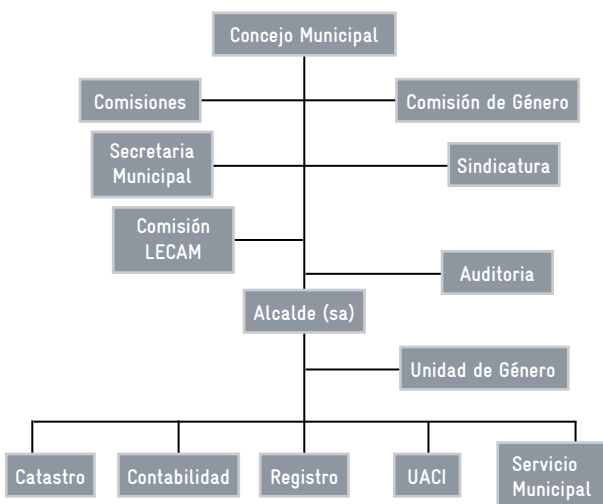 Concejo Municipal
Comisiones
Comisión de Género
Secretaria
Municipal
Sindicatura
Comisión
LECAM
Auditoria
Alcalde (sa)
Unidad de Género
Catastro
Contabilidad
Registro
UACI
Servicio
Municipal